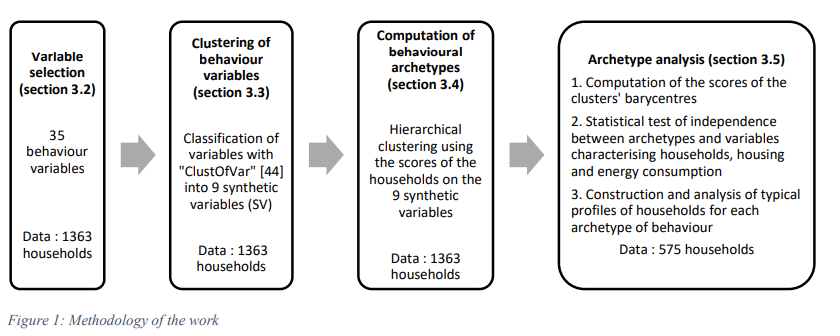 Variable
selection
(section 3.2)
35
behaviour
variables
Data : 1363
households
Clustering of
behaviour
variables
(section 3.3)
Classification of
variables with
"ClustOfVar" [44]
into 9 synthetic
variables (SV)
Data : 1363
households
Computation of
behavioural
archetypes
(section 3.4)
Hierarchical
clustering using
the scores of the
households on the
9 synthetic
variables
Data : 1363
households
Archetype analysis (section 3.5)
1. Computation of the scores of the
clusters' barycentres
2. Statistical test of independence
between archetypes and variables
characterising households, housing
and energy consumption
3. Construction and analysis of typical
profiles of households for each
archetype of behaviour
Data : 575 households
Figure 1: Methodology of the work